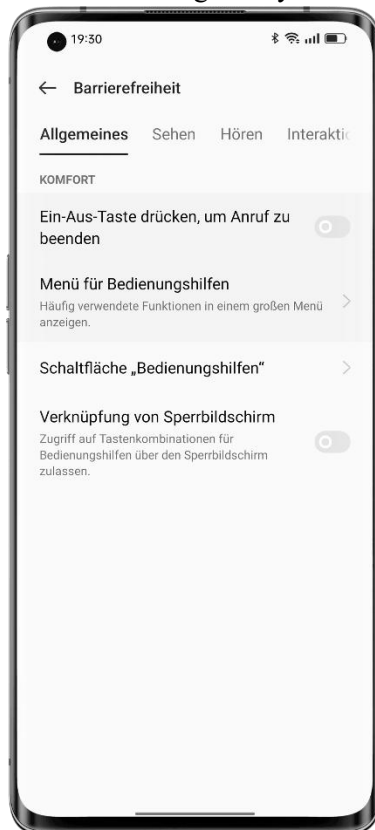 19:30
Barrierefreiheit
Allgemeines Sehen Hören Interaktic
KOMFORT
Ein-Aus-Taste drücken, um Anruf zu
beenden
Menü für Bedienungshilfen
Häufig verwendete Funktionen in einem großen Menü
anzeigen.
Schaltfläche „Bedienungshilfen“
Verknüpfung von Sperrbildschirm
Zugriff auf Tastenkombinationen für
Bedienungshilfen über den Sperrbildschirm
zulassen.